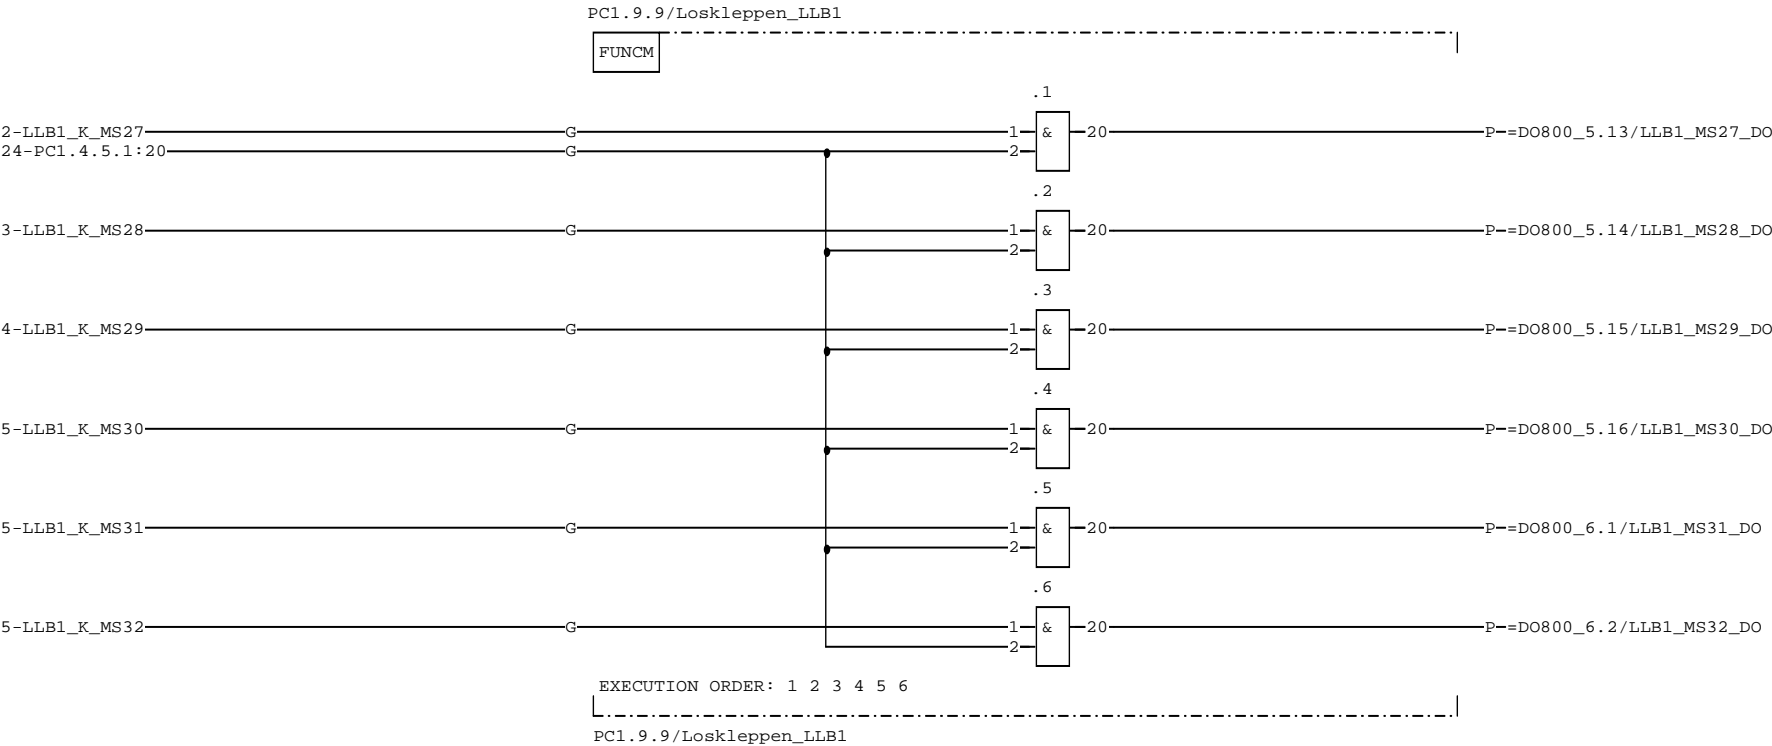 PC1.9.9/Loskleppen_LLB1
FUNCM
.1
2-LLB1_K_MS27 G 1 & 20 P-=DO800_5.13/LLB1_MS27_DO
24-PC1.4.5.1:20 G 2
.2
3-LLB1_K_MS28 G 1 & 20 P-=DO800_5.14/LLB1_MS28_DO
2
.3
4-LLB1_K_MS29 G 1 & 20 P-=DO800_5.15/LLB1_MS29_DO
2
.4
5-LLB1_K_MS30 G 1 & 20 P-=DO800_5.16/LLB1_MS30_DO
2
.5
5-LLB1_K_MS31 G 1 & 20 P-=DO800_6.1/LLB1_MS31_DO
2
.6
5-LLB1_K_MS32 G 1 & 20 P-=DO800_6.2/LLB1_MS32_DO
2
EXECUTION ORDER: 1 2 3 4 5 6
PC1.9.9/Loskleppen_LLB1